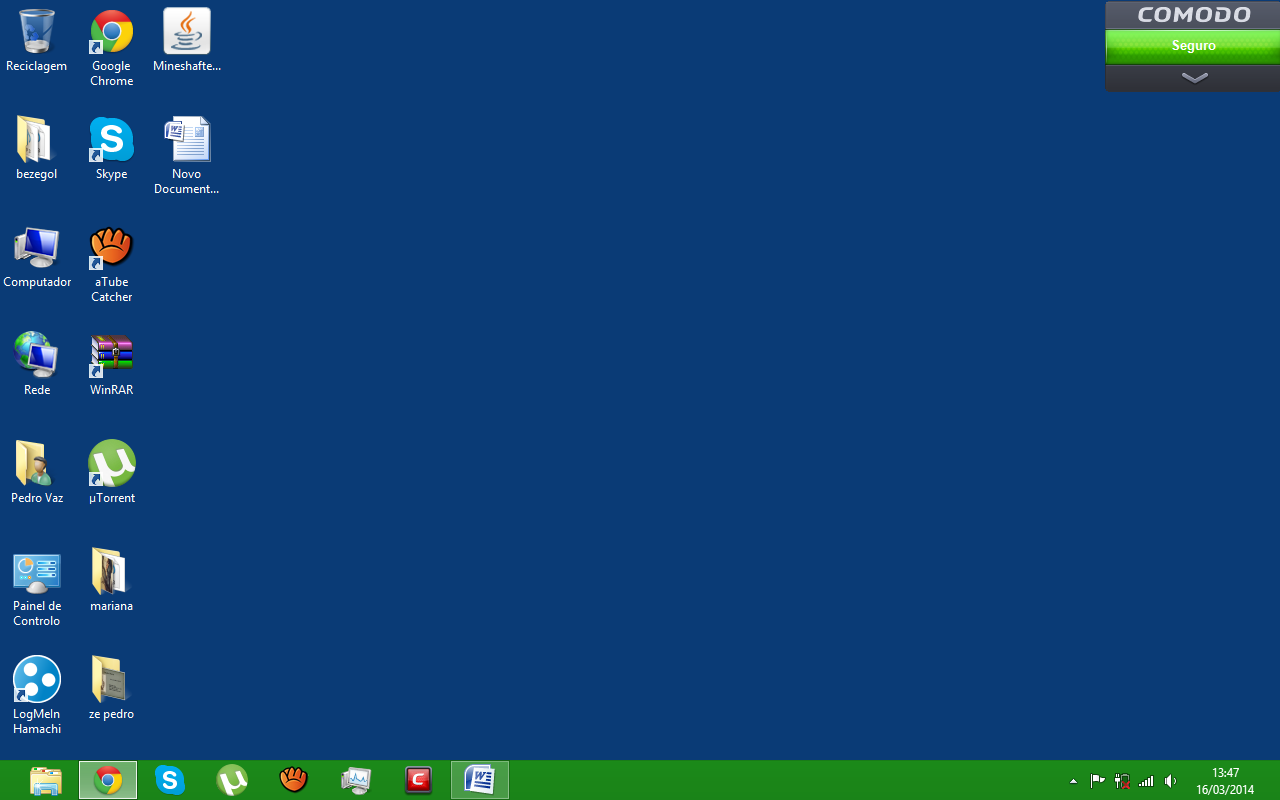 Reciclagem
Google
Chrome
Mineshafte...
COMODO
Seguro
bezegol
Skype
Novo
Document...
Computador
aTube
Catcher
Rede
WinRAR
Pedro Vaz
µTorrent
Painel de
Controlo
mariana
LogMeIn
Hamachi
ze pedro
13:47
16/03/2014